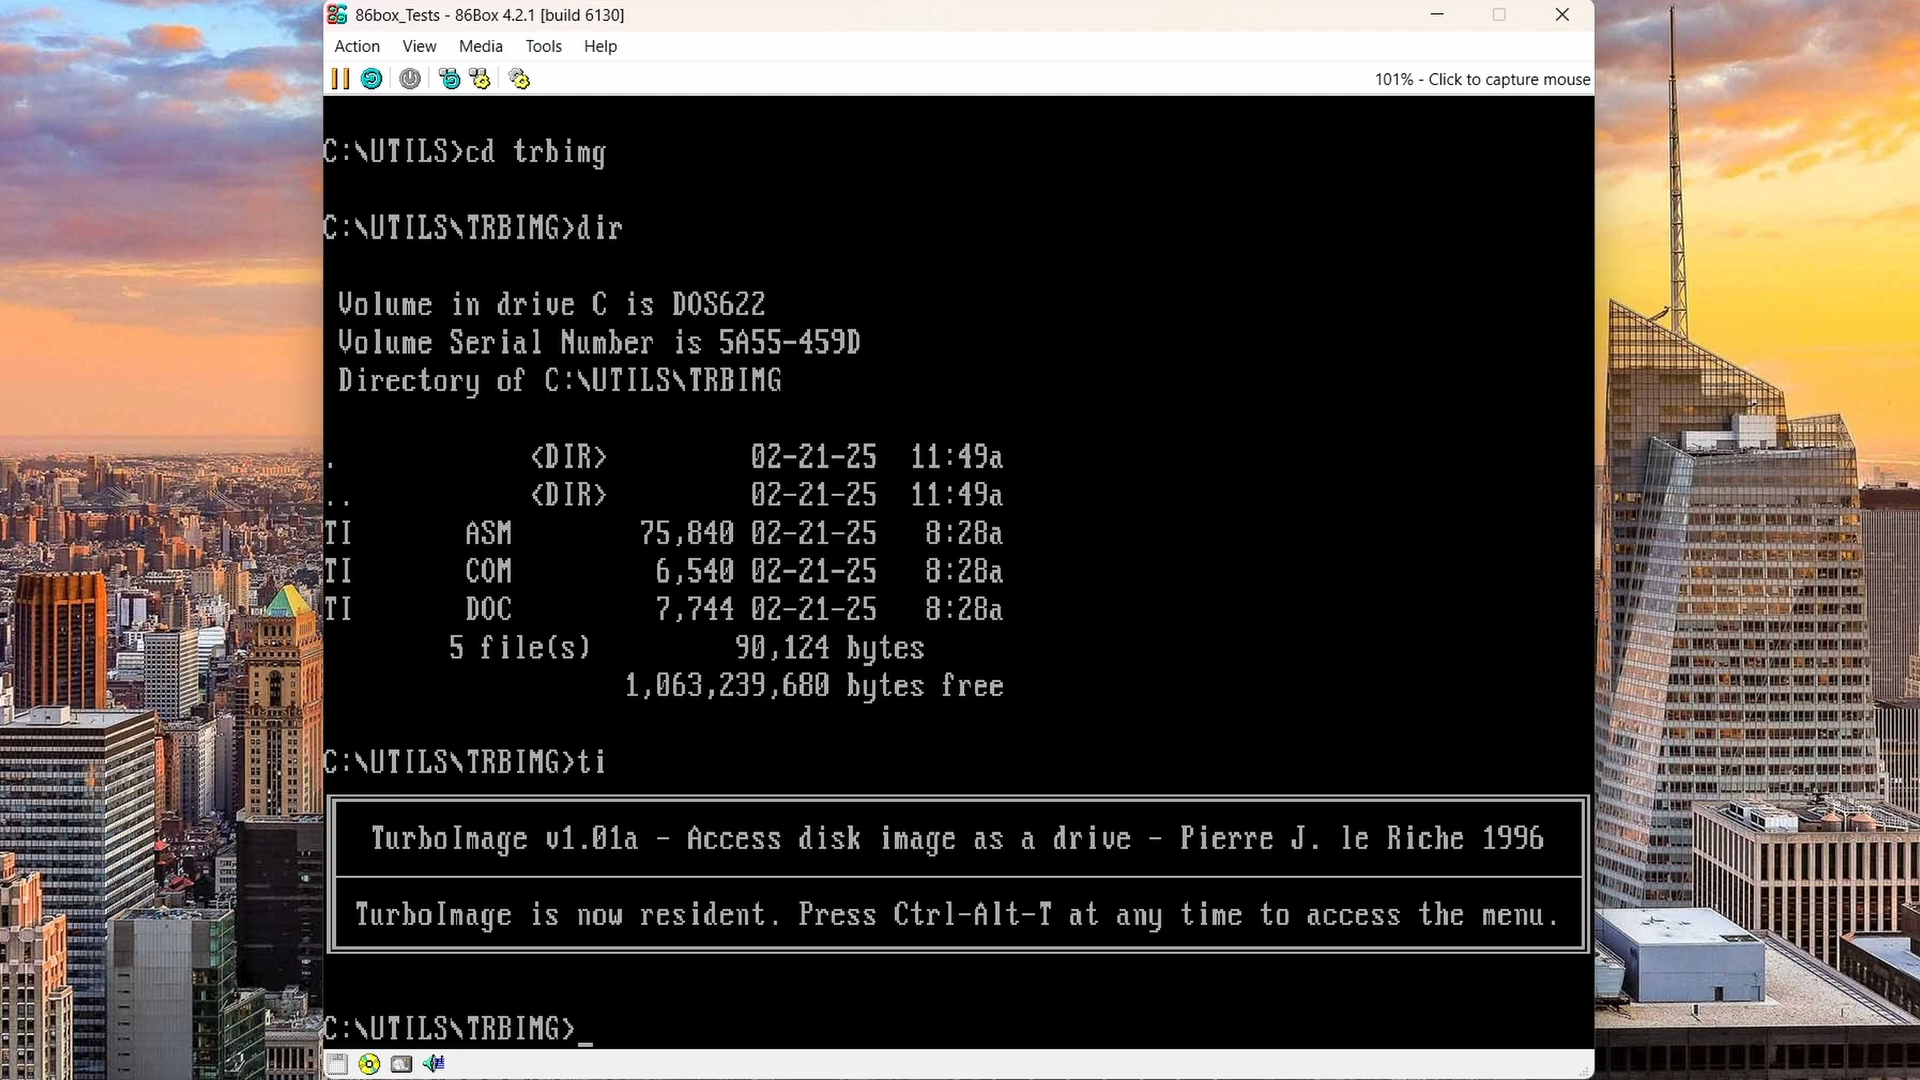 86box_Tests - 86Box 4.2.1 [build 6130]
Action View Media Tools Help
101% - Click to capture mouse
C:\UTILS>cd trbimg
C:\UTILS\TRBIMG>dir
Volume in drive C is DOS622
Volume Serial Number is 5A55-459D
Directory of C:\UTILS\TRBIMG
. <DIR> 02-21-25 11:49a
.. <DIR> 02-21-25 11:49a
TI ASM 75,840 02-21-25 8:28a
TI COM 6,540 02-21-25 8:28a
TI DOC 7,744 02-21-25 8:28a
5 file(s) 90,124 bytes
1,063,239,680 bytes free
C:\UTILS\TRBIMG>ti
TurboImage v1.01a - Access disk image as a drive - Pierre J. le Riche 1996
TurboImage is now resident. Press Ctrl-Alt-T at any time to access the menu.
C:\UTILS\TRBIMG>_